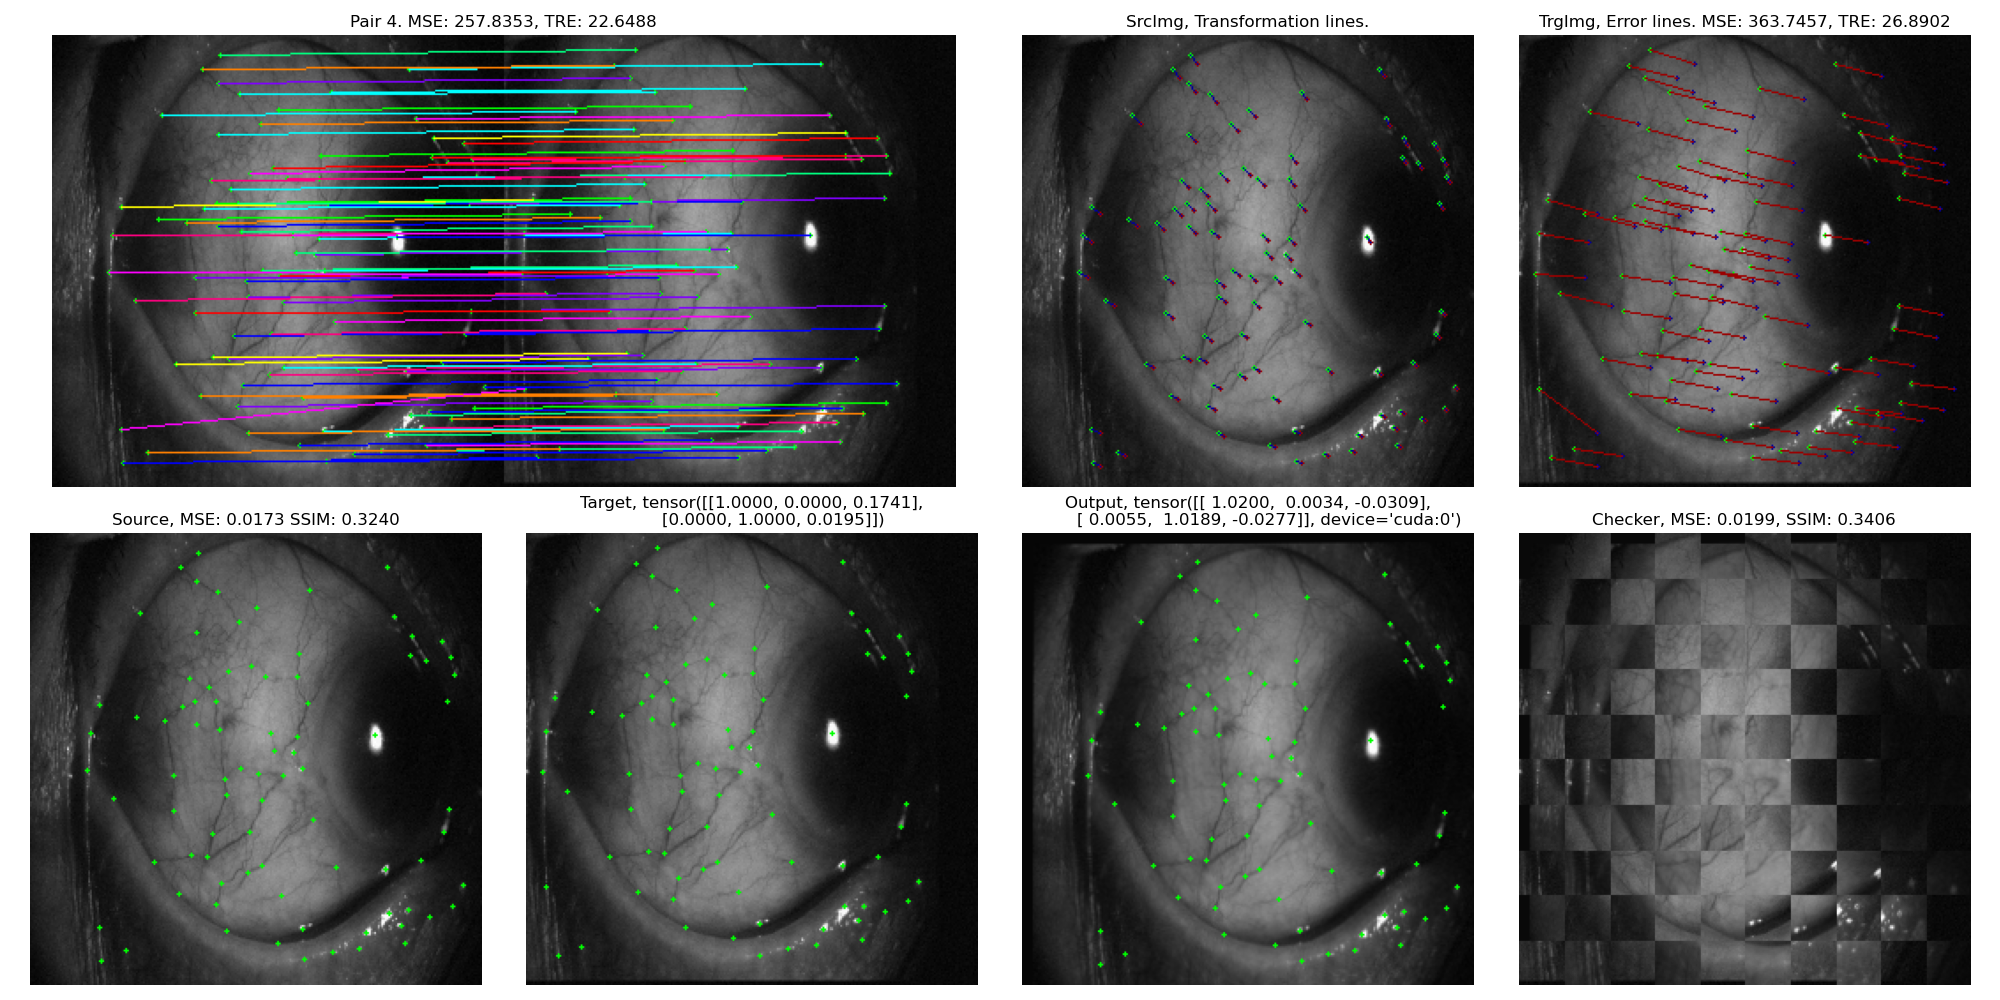 Pair 4. MSE: 257.8353, TRE: 22.6488
SrcImg, Transformation lines.
TrgImg, Error lines. MSE: 363.7457, TRE: 26.8902
Source, MSE: 0.0173 SSIM: 0.3240
Target, tensor([[1.0000, 0.0000, 0.1741],
[0.0000, 1.0000, 0.0195]])
Output, tensor([[ 1.0200,  0.0034, -0.0309],
[ 0.0055,  1.0189, -0.0277]], device='cuda:0')
Checker, MSE: 0.0199, SSIM: 0.3406